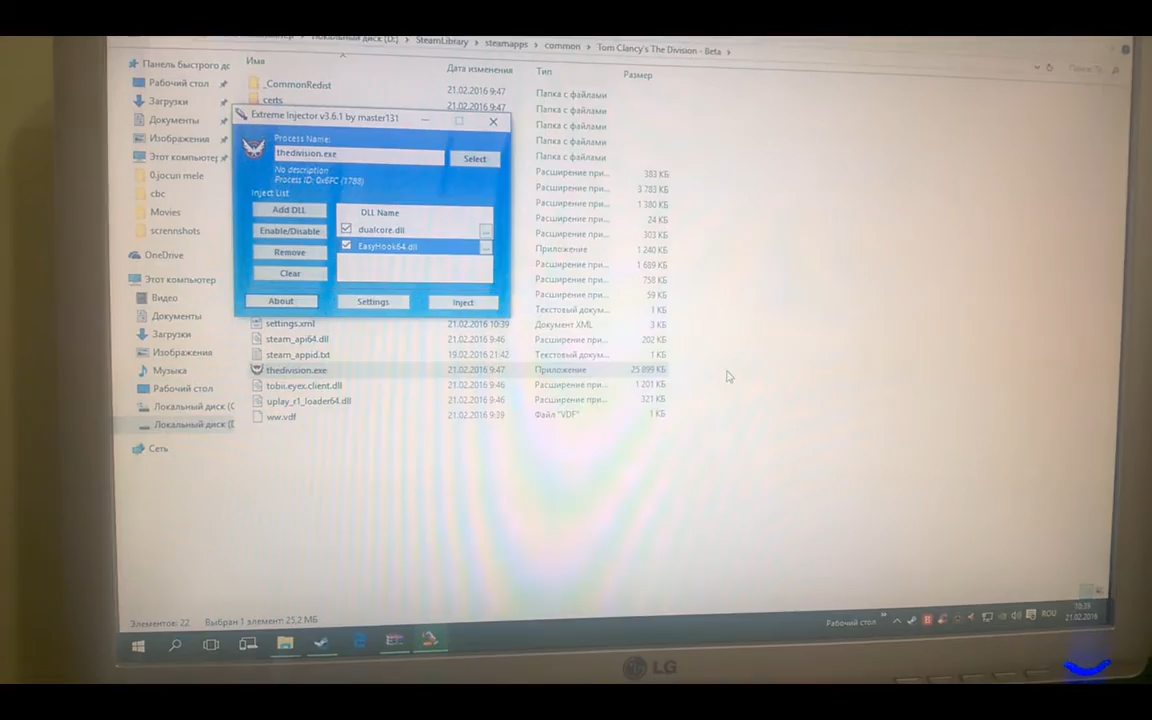 Локальный диск (D:) › SteamLibrary › steamapps › common › Tom Clancy's The Division - Beta ›
Имя Дата изменения Тип Размер
Панель быстрого дс
Рабочий стол
Загрузки
Документы
Изображения
Этот компьютер
0.jocun mele
cbc
Movies
scrennshots
OneDrive
Этот компьютер
Видео
Документы
Загрузки
Изображения
Музыка
Рабочий стол
Локальный диск (C
Локальный диск (D
Сеть
_CommonRedist 21.02.2016 9:47 Папка с файлами
certs 21.02.2016 9:47 Папка с файлами
Папка с файлами
Папка с файлами
Папка с файлами
Расширение при... 383 КБ
Расширение при... 3 783 КБ
Расширение при... 1 380 КБ
Расширение при... 24 КБ
Расширение при... 303 КБ
Приложение 1 240 КБ
Расширение при... 1 689 КБ
Расширение при... 758 КБ
Расширение при... 59 КБ
Текстовый докум... 1 КБ
settings.xml 21.02.2016 10:39 Документ XML 3 КБ
steam_api64.dll 21.02.2016 9:46 Расширение при... 202 КБ
steam_appid.txt 19.02.2016 21:42 Текстовый докум... 1 КБ
thedivision.exe 21.02.2016 9:47 Приложение 25 899 КБ
tobii.eyex.client.dll 21.02.2016 9:46 Расширение при... 1 201 КБ
uplay_r1_loader64.dll 21.02.2016 9:46 Расширение при... 321 КБ
ww.vdf 21.02.2016 9:39 Файл "VDF" 1 КБ
Extreme Injector v3.6.1 by master131
Process Name:
thedivision.exe
Select
No description
Process ID: 0x6FC (1788)
Inject List
Add DLL
Enable/Disable
Remove
Clear
DLL Name
dualcore.dll ...
EasyHook64.dll ...
About Settings Inject
Элементов: 22 Выбран 1 элемент: 25,2 МБ
Рабочий стол
ROU
10:39
21.02.2016
LG